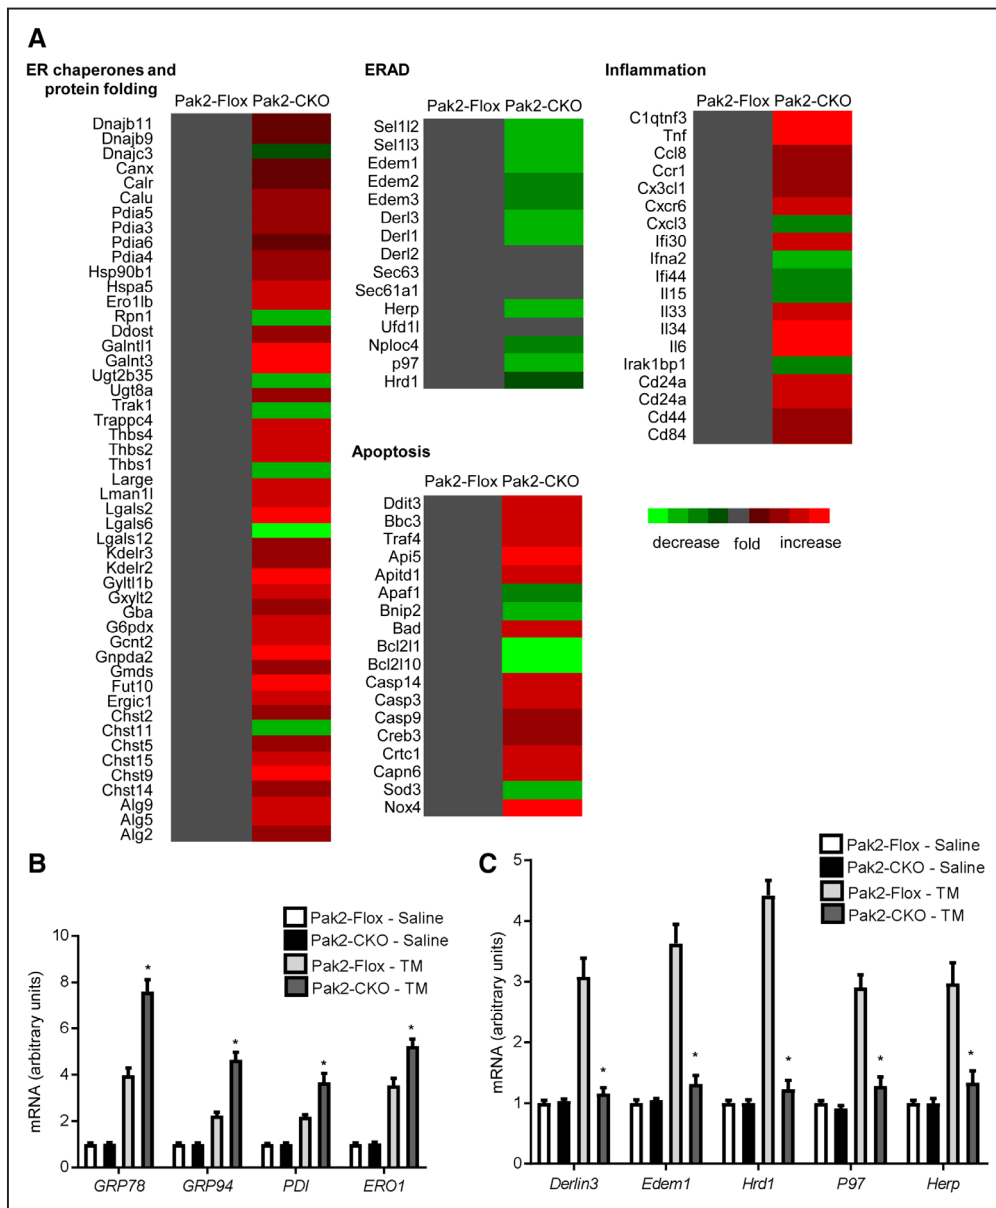 A
ER chaperones and
protein folding
Pak2-Flox Pak2-CKO
Dnajb11
Dnajb9
Dnajc3
Canx
Calr
Calu
Pdia5
Pdia3
Pdia6
Pdia4
Hsp90b1
Hspa5
Ero1lb
Rpn1
Ddost
Galntl1
Galnt3
Ugt2b35
Ugt8a
Trak1
Trappc4
Thbs4
Thbs2
Thbs1
Large
Lman1l
Lgals2
Lgals6
Lgals12
Kdelr3
Kdelr2
Gyltl1b
Gxylt2
Gba
G6pdx
Gcnt2
Gnpda2
Gmds
Fut10
Ergic1
Chst2
Chst11
Chst5
Chst15
Chst9
Chst14
Alg9
Alg5
Alg2
ERAD
Pak2-Flox Pak2-CKO
Sel1l2
Sel1l3
Edem1
Edem2
Edem3
Derl3
Derl1
Derl2
Sec63
Sec61a1
Herp
Ufd1l
Nploc4
p97
Hrd1
Inflammation
Pak2-Flox Pak2-CKO
C1qtnf3
Tnf
Ccl8
Ccr1
Cx3cl1
Cxcr6
Cxcl3
Ifi30
Ifna2
Ifi44
Il15
Il33
Il34
Il6
Irak1bp1
Cd24a
Cd24a
Cd44
Cd84
Apoptosis
Pak2-Flox Pak2-CKO
Ddit3
Bbc3
Traf4
Api5
Apitd1
Apaf1
Bnip2
Bad
Bcl2l1
Bcl2l10
Casp14
Casp3
Casp9
Creb3
Crtc1
Capn6
Sod3
Nox4
decrease fold increase
B
Pak2-Flox - Saline
Pak2-CKO - Saline
Pak2-Flox - TM
Pak2-CKO - TM
mRNA (arbitrary units)
10
8
6
4
2
0
* * * *
GRP78 GRP94 PDI ERO1
C
Pak2-Flox - Saline
Pak2-CKO - Saline
Pak2-Flox - TM
Pak2-CKO - TM
mRNA (arbitrary units)
5
4
3
2
1
0
* * * * *
Derlin3 Edem1 Hrd1 P97 Herp